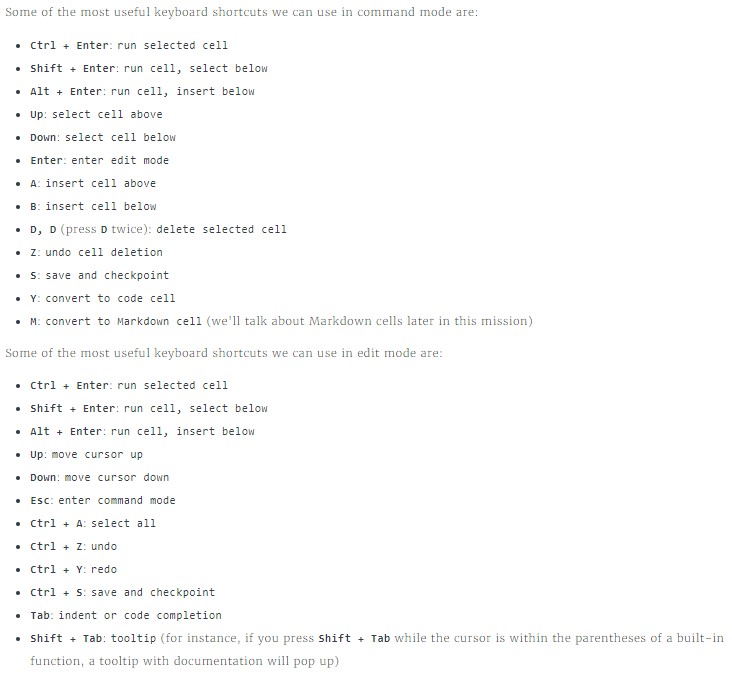 Some of the most useful keyboard shortcuts we can use in command mode are:
• Ctrl + Enter: run selected cell
• Shift + Enter: run cell, select below
• Alt + Enter: run cell, insert below
• Up: select cell above
• Down: select cell below
• Enter: enter edit mode
• A: insert cell above
• B: insert cell below
• D, D (press D twice): delete selected cell
• Z: undo cell deletion
• S: save and checkpoint
• Y: convert to code cell
• M: convert to Markdown cell (we'll talk about Markdown cells later in this mission)
Some of the most useful keyboard shortcuts we can use in edit mode are:
• Ctrl + Enter: run selected cell
• Shift + Enter: run cell, select below
• Alt + Enter: run cell, insert below
• Up: move cursor up
• Down: move cursor down
• Esc: enter command mode
• Ctrl + A: select all
• Ctrl + Z: undo
• Ctrl + Y: redo
• Ctrl + S: save and checkpoint
• Tab: indent or code completion
• Shift + Tab: tooltip (for instance, if you press Shift + Tab while the cursor is within the parentheses of a built-in
function, a tooltip with documentation will pop up)